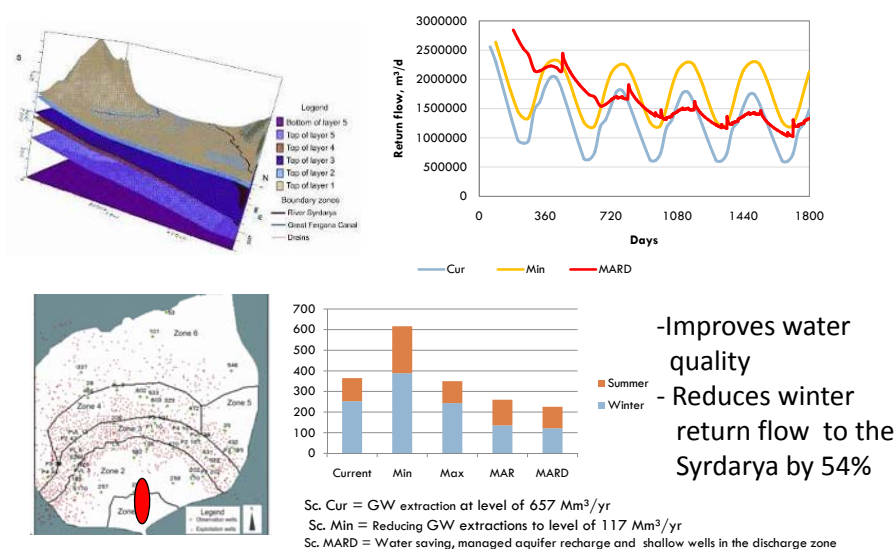 Legend
Bottom of layer 5
Top of layer 5
Top of layer 4
Top of layer 3
Top of layer 2
Top of layer 1
Boundary zones
River Syrdarya
Great Fergana Canal
Drains
N
3000000
2500000
2000000
1500000
1000000
500000
0
Return flow, m³/d
0 360 720 1080 1440 1800
Days
Cur Min MARD
Zone 6
Zone 5
Zone 4
Zone 3
Zone 2
Zone
Legend
Observation wells
Exploitation wells
700
600
500
400
300
200
100
0
Current Min Max MAR MARD
Summer
Winter
-Improves water
quality
- Reduces winter
return flow to the
Syrdarya by 54%
Sc. Cur = GW extraction at level of 657 Mm³/yr
Sc. Min = Reducing GW extractions to level of 117 Mm³/yr
Sc. MARD = Water saving, managed aquifer recharge and shallow wells in the discharge zone